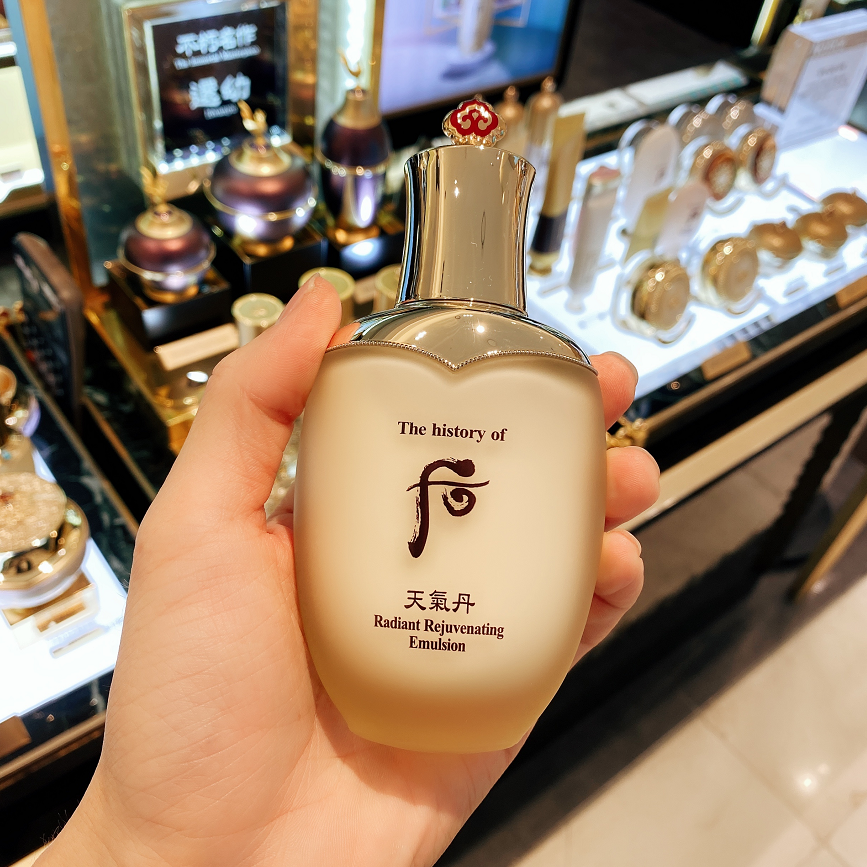 不朽名作
還幼
The history of
后
天氣丹
Radiant Rejuvenating
Emulsion